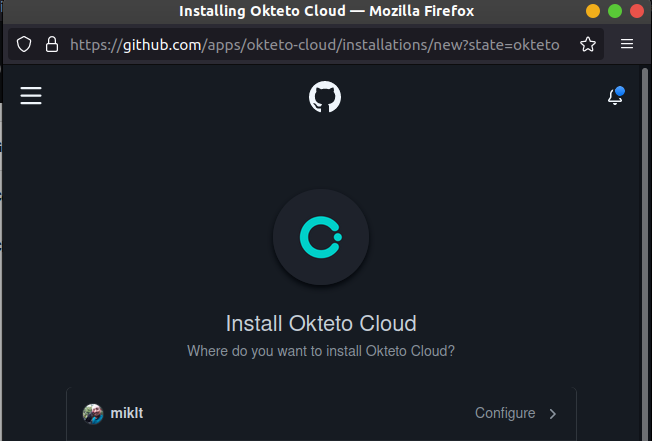 Installing Okteto Cloud — Mozilla Firefox
https://github.com/apps/okteto-cloud/installations/new?state=okteto
Install Okteto Cloud
Where do you want to install Okteto Cloud?
miklt Configure